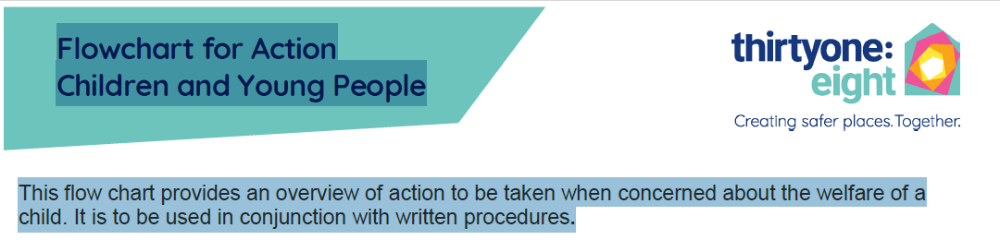 Flowchart for Action
Children and Young People
thirtyone:
eight
Creating safer places. Together.
This flow chart provides an overview of action to be taken when concerned about the welfare of a
child. It is to be used in conjunction with written procedures.